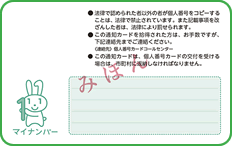 ●法律で認められた者以外の者が個人番号をコピーする
ことは、法律で禁止されています。また記載事項を改
ざんした者は、法律により罰せられます。
●この通知カードを拾得された方は、お手数ですが、
下記連絡先までご連絡ください。
(連絡先) 個人番号カードコールセンター
●この通知カードは、個人番号カードの交付を受ける
場合は、市町村に返納しなければなりません。
みほん
マイナンバー